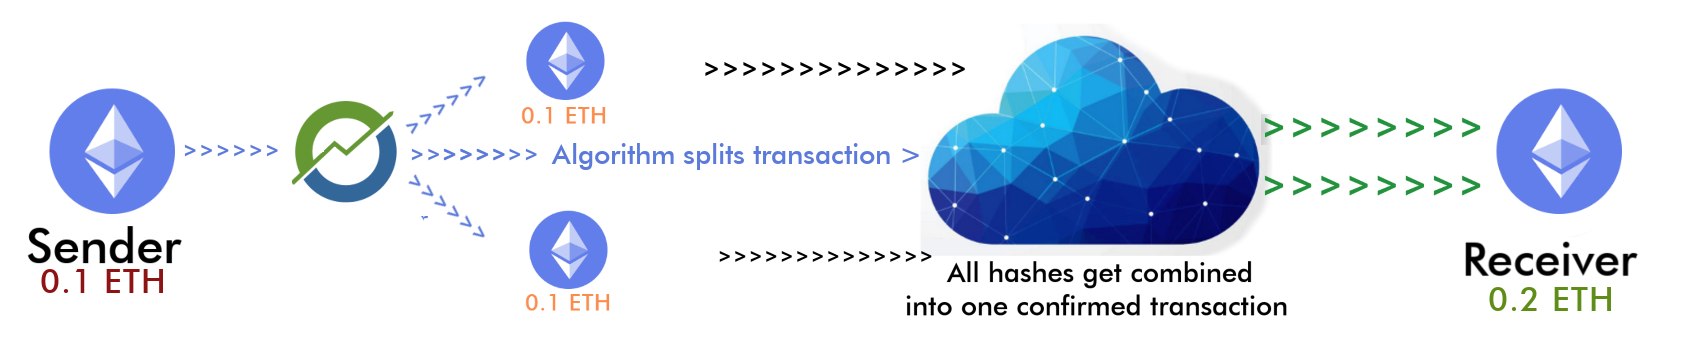 Sender
0.1 ETH
>>>>>>
0.1 ETH
>>>>>>>>>>>>>>
>>>>>>>> Algorithm splits transaction >
0.1 ETH
>>>>>>>>>>>>>>
All hashes get combined
into one confirmed transaction
>>>>>>>>
>>>>>>>>
Receiver
0.2 ETH